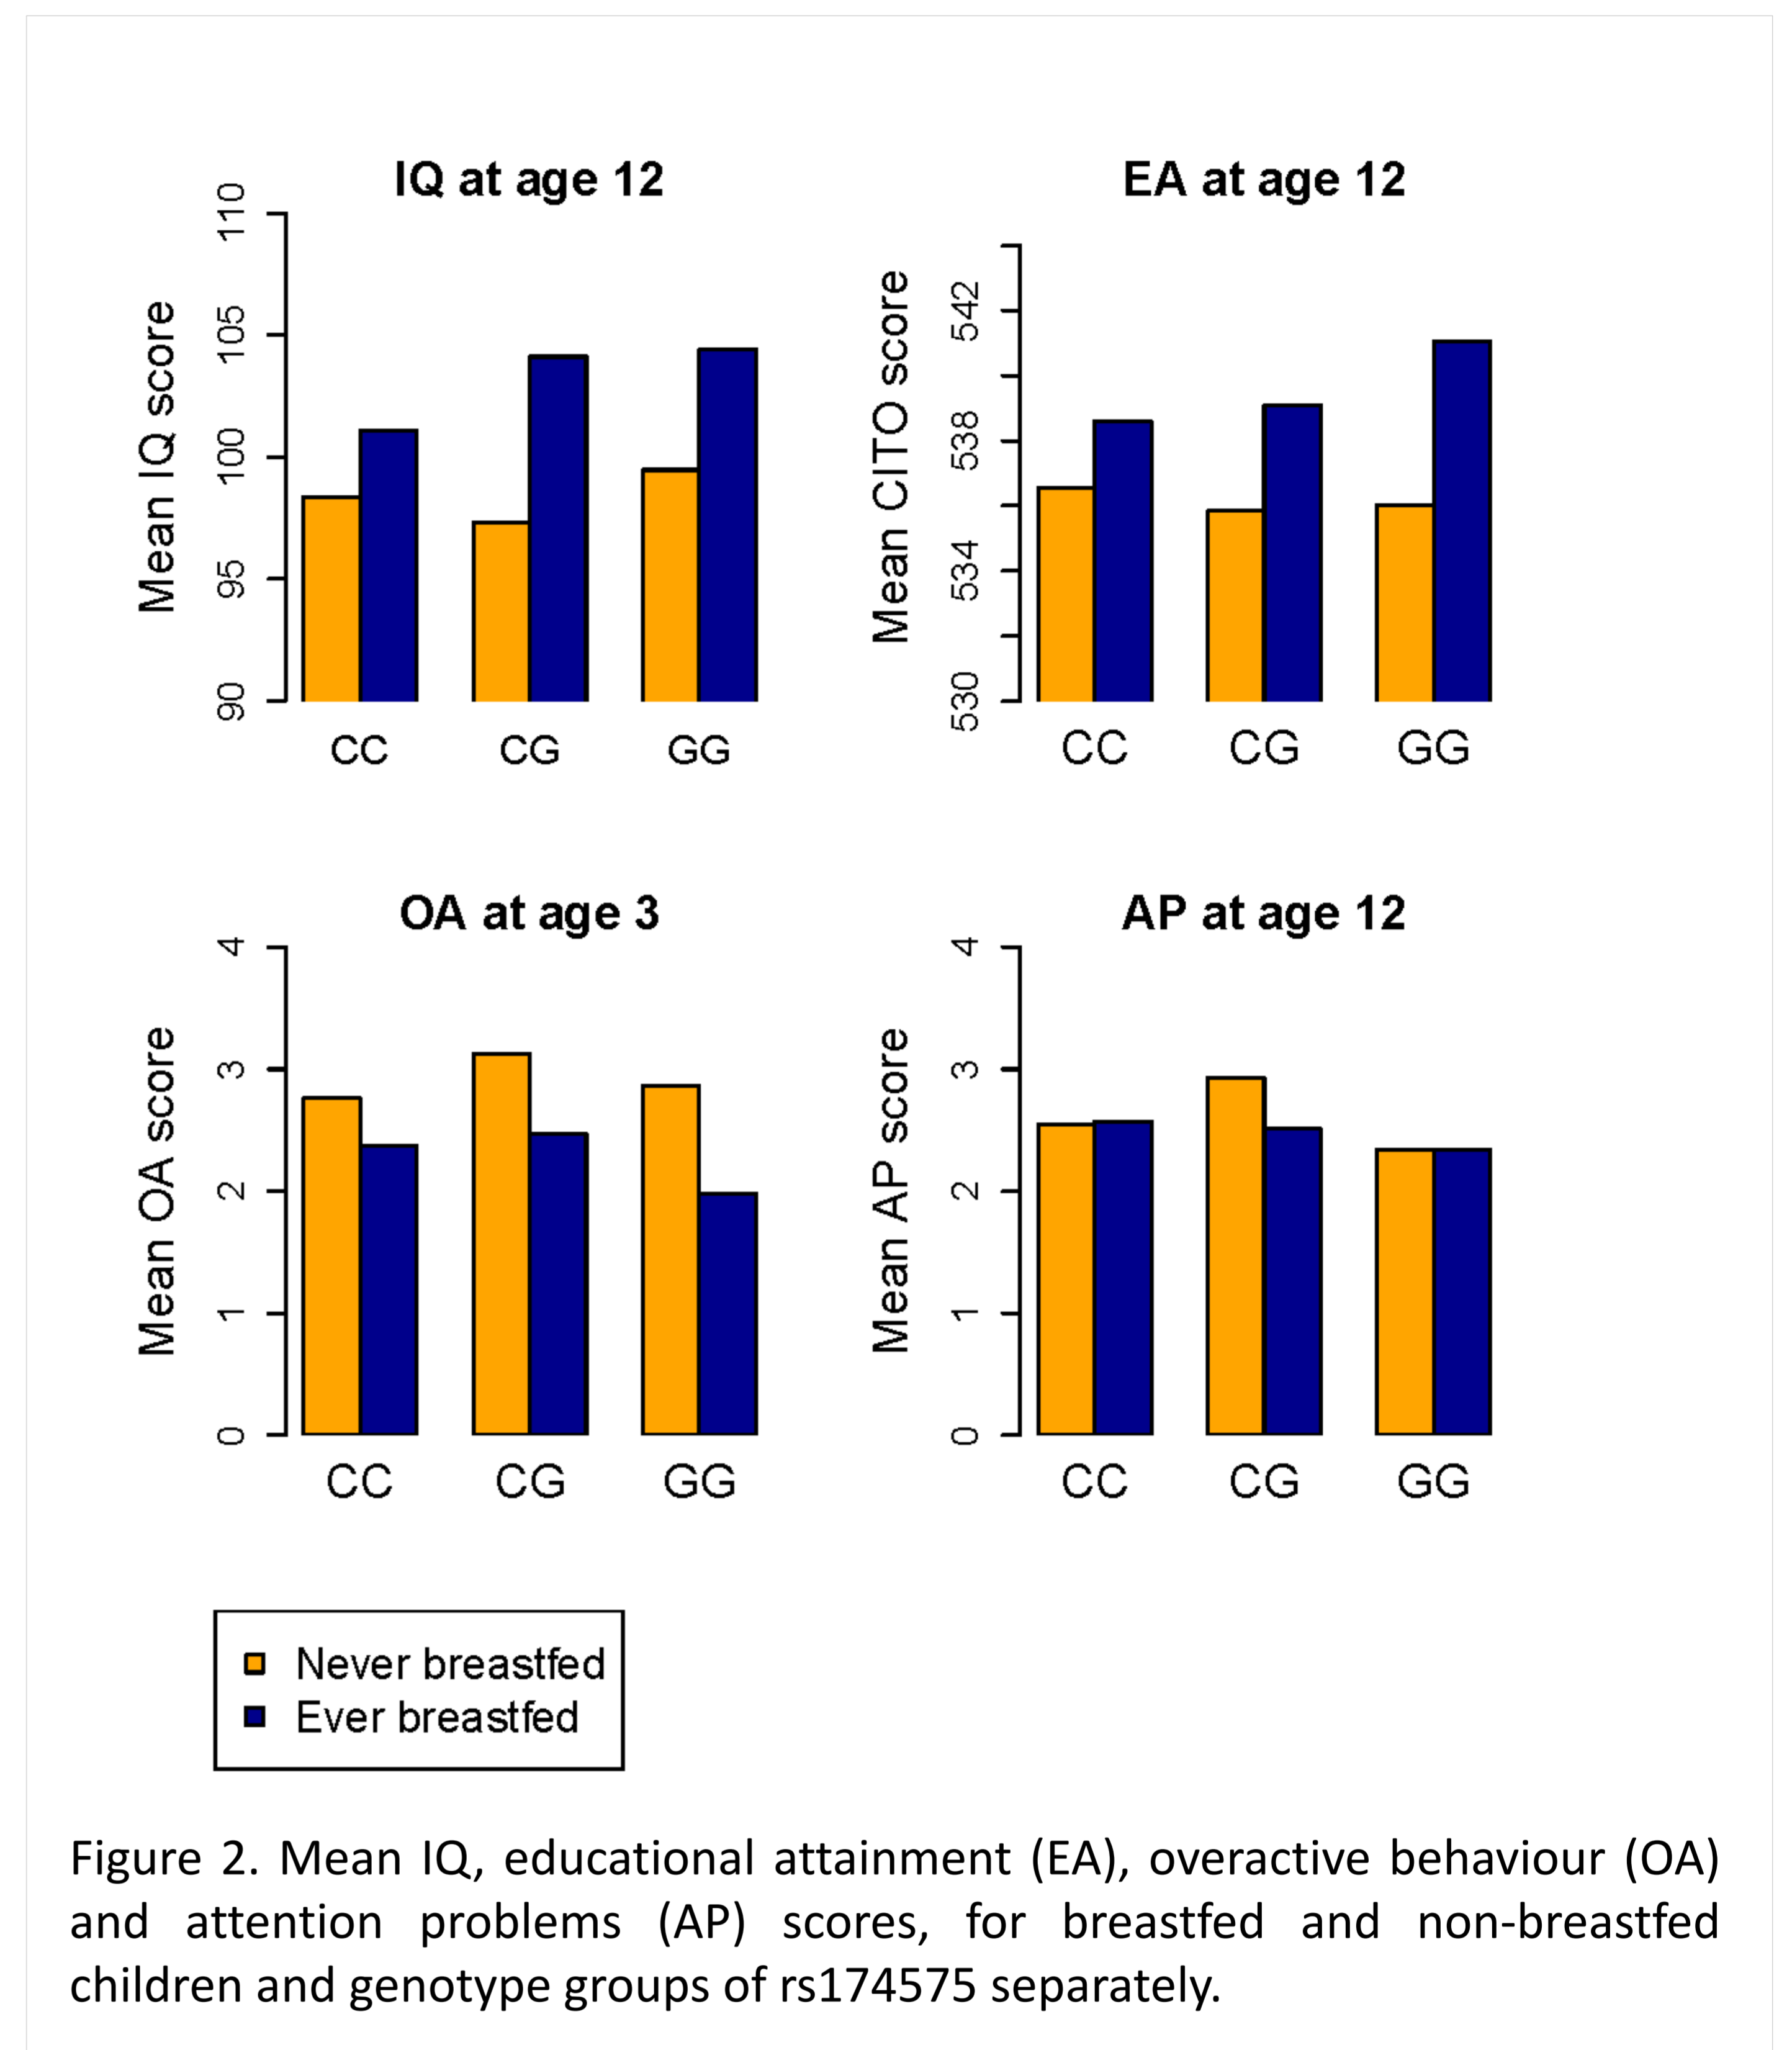 IQ at age 12
Mean IQ score
110
105
100
95
90
CC CG GG
EA at age 12
Mean CITO score
542
538
534
530
CC CG GG
OA at age 3
Mean OA score
4
3
2
1
0
CC CG GG
AP at age 12
Mean AP score
4
3
2
1
0
CC CG GG
Never breastfed
Ever breastfed
Figure 2. Mean IQ, educational attainment (EA), overactive behaviour (OA)
and attention problems (AP) scores, for breastfed and non-breastfed
children and genotype groups of rs174575 separately.